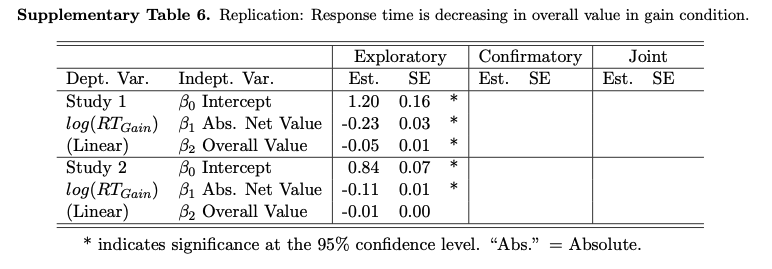 Supplementary Table 6. Replication: Response time is decreasing in overall value in gain condition.
Exploratory Confirmatory Joint
Dept. Var. Indept. Var. Est. SE Est. SE Est. SE
Study 1 β0 Intercept 1.20 0.16 *
log(RTGain) β1 Abs. Net Value -0.23 0.03 *
(Linear) β2 Overall Value -0.05 0.01 *
Study 2 β0 Intercept 0.84 0.07 *
log(RTGain) β1 Abs. Net Value -0.11 0.01 *
(Linear) β2 Overall Value -0.01 0.00
* indicates significance at the 95% confidence level. “Abs.” = Absolute.